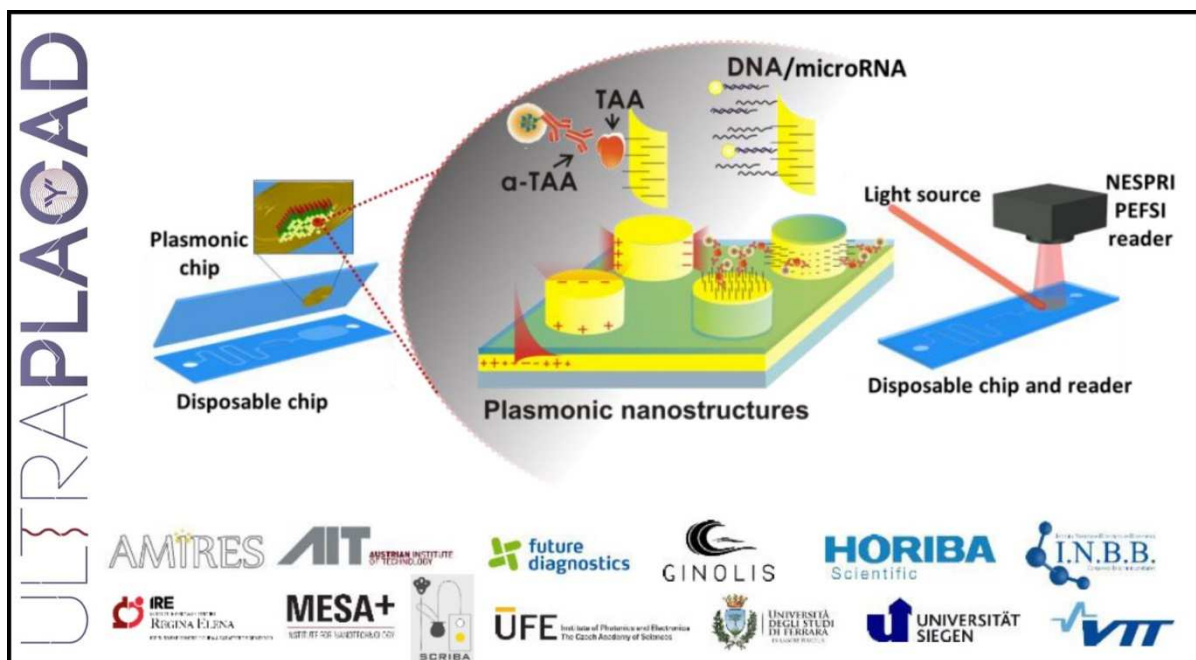 ULTRAPLACAD
DNA/microRNA
TAA
α-TAA
Plasmonic
chip
Disposable chip
Plasmonic nanostructures
Light source
NESPRI
PEFSI
reader
Disposable chip and reader
AMIRES
AIT AUSTRIAN INSTITUTE
OF TECHNOLOGY
future
diagnostics
GINOLIS
HORIBA
Scientific
I.N.B.B.
IRE
REGINA ELENA
MESA+
INSTITUTE FOR NANOTECHNOLOGY
SCRIBA
ÚFE Institute of Photonics and Electronics
The Czech Academy of Sciences
UNIVERSITÀ
DEGLI STUDI
DI FERRARA
UNIVERSITÄT
SIEGEN
VTT